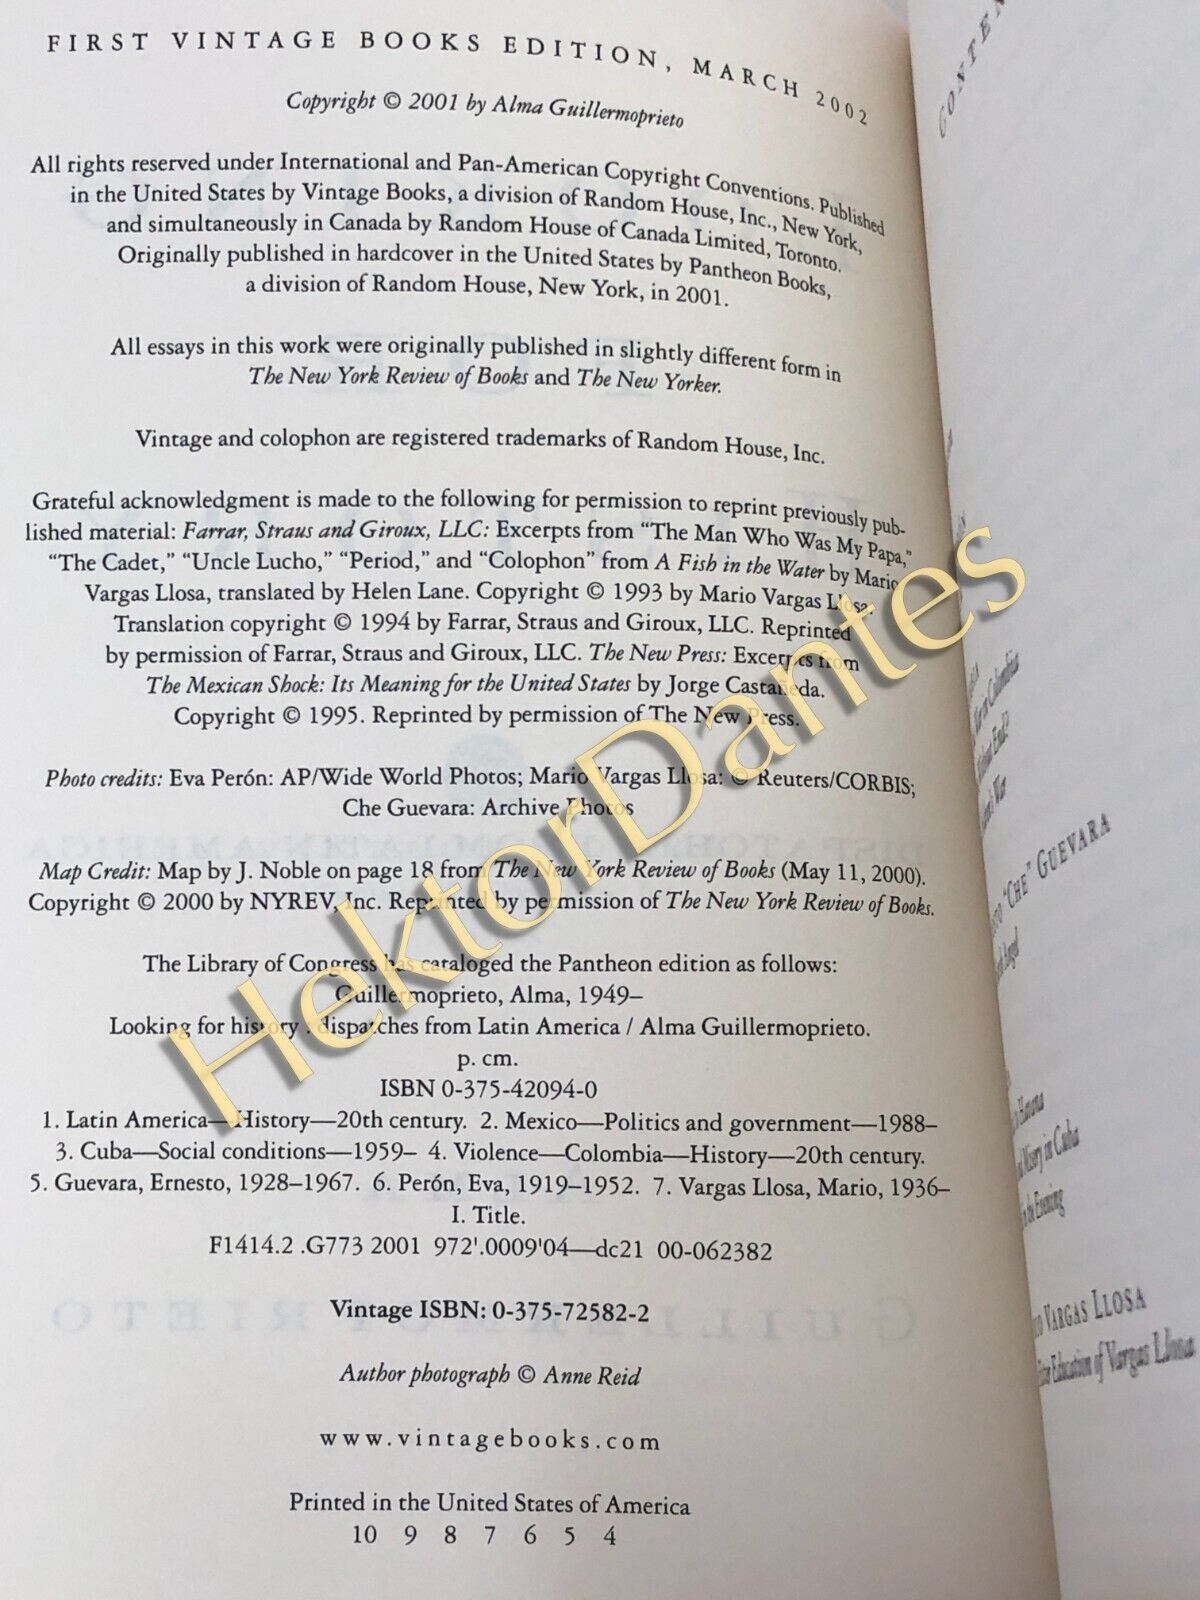 FIRST VINTAGE BOOKS EDITION, MARCH 2002
Copyright © 2001 by Alma Guillermoprieto
All rights reserved under International and Pan-American Copyright Conventions. Published
in the United States by Vintage Books, a division of Random House, Inc., New York,
and simultaneously in Canada by Random House of Canada Limited, Toronto.
Originally published in hardcover in the United States by Pantheon Books,
a division of Random House, New York, in 2001.
All essays in this work were originally published in slightly different form in
The New York Review of Books and The New Yorker.
Vintage and colophon are registered trademarks of Random House, Inc.
Grateful acknowledgment is made to the following for permission to reprint previously pub-
lished material: Farrar, Straus and Giroux, LLC: Excerpts from “The Man Who Was My Papa,”
“The Cadet,” “Uncle Lucho,” “Period,” and “Colophon” from A Fish in the Water by Mario
Vargas Llosa, translated by Helen Lane. Copyright © 1993 by Mario Vargas Llosa.
Translation copyright © 1994 by Farrar, Straus and Giroux, LLC. Reprinted
by permission of Farrar, Straus and Giroux, LLC. The New Press: Excerpts from
The Mexican Shock: Its Meaning for the United States by Jorge Castañeda.
Copyright © 1995. Reprinted by permission of The New Press.
Photo credits: Eva Perón: AP/Wide World Photos; Mario Vargas Llosa: © Reuters/CORBIS;
Che Guevara: Archive Photos
Map Credit: Map by J. Noble on page 18 from The New York Review of Books (May 11, 2000).
Copyright © 2000 by NYREV, Inc. Reprinted by permission of The New York Review of Books.
The Library of Congress has cataloged the Pantheon edition as follows:
Guillermoprieto, Alma, 1949–
Looking for history : dispatches from Latin America / Alma Guillermoprieto.
p. cm.
ISBN 0-375-42094-0
1. Latin America—History—20th century. 2. Mexico—Politics and government—1988–
3. Cuba—Social conditions—1959– 4. Violence—Colombia—History—20th century.
5. Guevara, Ernesto, 1928–1967. 6. Perón, Eva, 1919–1952. 7. Vargas Llosa, Mario, 1936–
I. Title.
F1414.2 .G773 2001 972'.0009'04—dc21 00-062382
Vintage ISBN: 0-375-72582-2
Author photograph © Anne Reid
www.vintagebooks.com
Printed in the United States of America
10 9 8 7 6 5 4
HektorDantes
in Colombia
End?
War
“CHE” GUEVARA
Angel
Havana
Misery in Cuba
in the Evening
VARGAS LLOSA
Education of Vargas Llosa